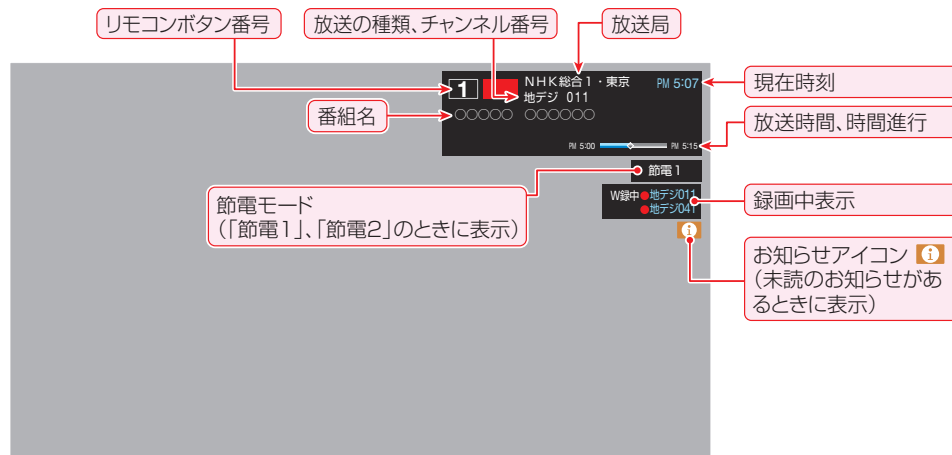 リモコンボタン番号
放送の種類、チャンネル番号
放送局
1
NHK総合1・東京
PM 5:07
地デジ 011
○○○○○ ○○○○○○
PM 5:00
PM 5:15
現在時刻
番組名
放送時間、時間進行
節電1
W録中●地デジ011
●地デジ041
節電モード
(「節電1」、「節電2」のときに表示)
録画中表示
お知らせアイコン
(未読のお知らせがあ
るときに表示)